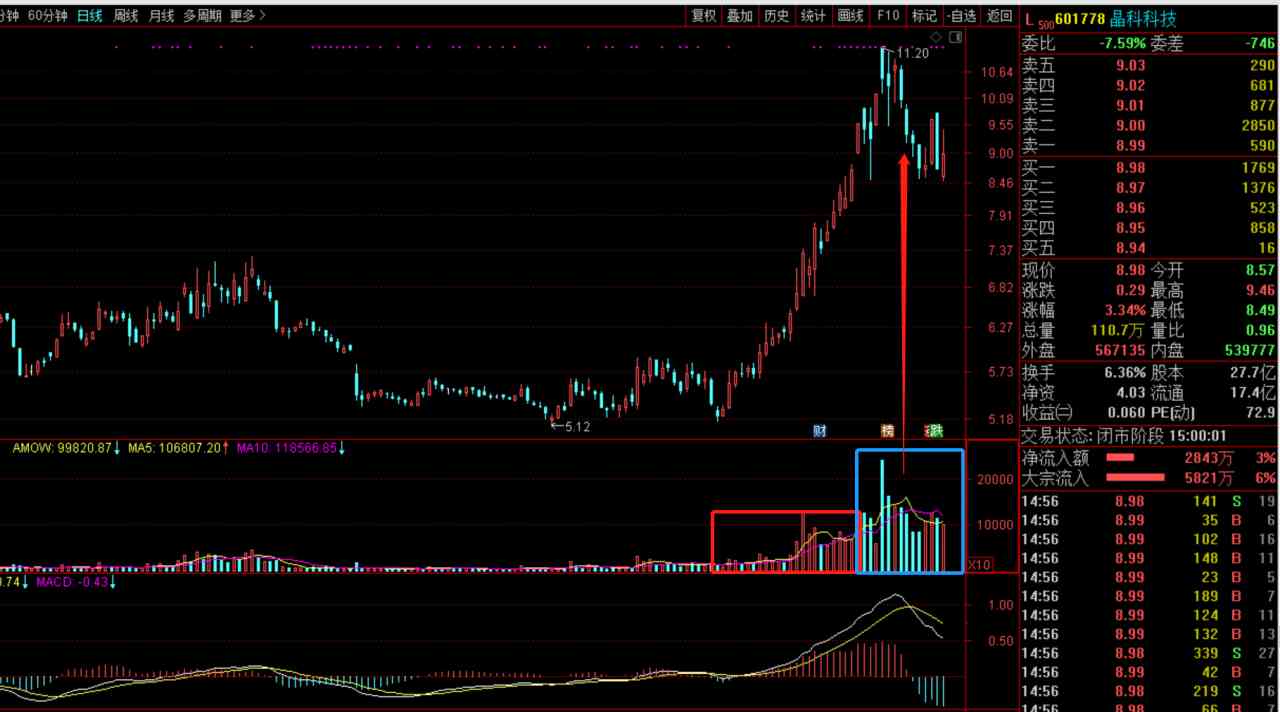 分钟 60分钟 日线 周线 月线 多周期 更多> 复权 叠加 历史 统计 画线 F10 标记 -自选 返回
L 500 601778 晶科科技
委比 -7.59% 委差 -746
卖五 9.03 290
卖四 9.02 681
卖三 9.01 877
卖二 9.00 2850
卖一 8.99 590
买一 8.98 1769
买二 8.97 1376
买三 8.96 523
买四 8.95 858
买五 8.94 16
现价 8.98 今开 8.57
涨跌 0.29 最高 9.46
涨幅 3.34% 最低 8.49
总量 110.7万 量比 0.96
外盘 567135 内盘 539777
换手 6.36% 股本 27.7亿
净资 4.03 流通 17.4亿
收益㈡ 0.060 PE(动) 72.9
交易状态: 闭市阶段 15:00:01
净流入额 2843万 3%
大宗流入 5821万 6%
14:56 8.98 141 S 19
14:56 8.99 35 B 6
14:56 8.99 102 B 16
14:56 8.99 148 B 11
14:56 8.99 23 B 5
14:56 8.99 189 B 7
14:56 8.99 124 B 11
14:56 8.99 132 B 13
14:56 8.98 339 S 27
14:56 8.99 42 B 7
14:56 8.98 219 S 16
14:56 8.98 66 B 7
11.20
10.64
10.09
9.55
9.00
8.46
7.91
7.37
6.82
6.27
5.73
5.18
←5.12
财 榜 跌
AMOW: 99820.87↓ MA5: 106807.20↑ MA10: 118566.85↓
20000
10000
X10
0.74↓ MACD: -0.43↓
1.00
0.50